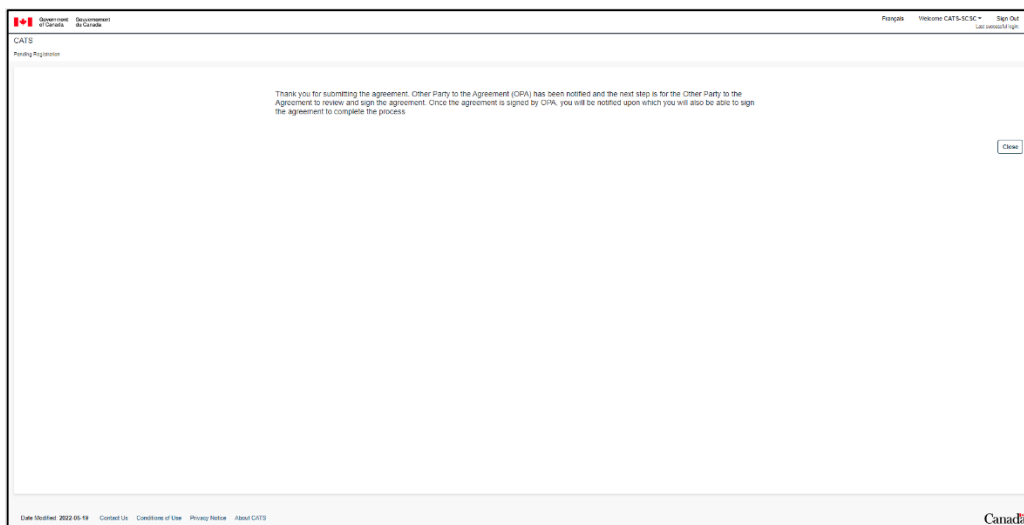 Government of Canada
Gouvernement du Canada
Français Welcome CATS-SCSC Sign Out
Last successful login:
CATS
Pending Registration
Thank you for submitting the agreement. Other Party to the Agreement (OPA) has been notified and the next step is for the Other Party to the
Agreement to review and sign the agreement. Once the agreement is signed by OPA, you will be notified upon which you will also be able to sign
the agreement to complete the process
Close
Date Modified 2022-05-19 Contact Us Conditions of Use Privacy Notice About CATS
Canada